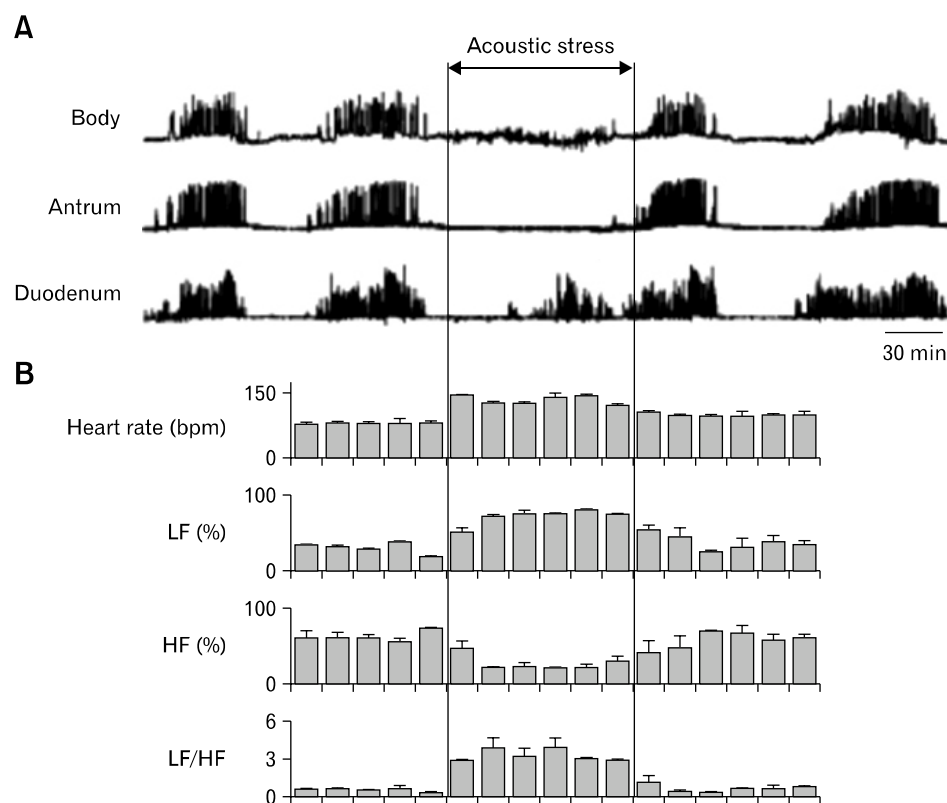 A
Acoustic stress
Body
Antrum
Duodenum
30 min
B
150
Heart rate (bpm)
0
100
LF (%)
0
100
HF (%)
0
6
LF/HF
3
0